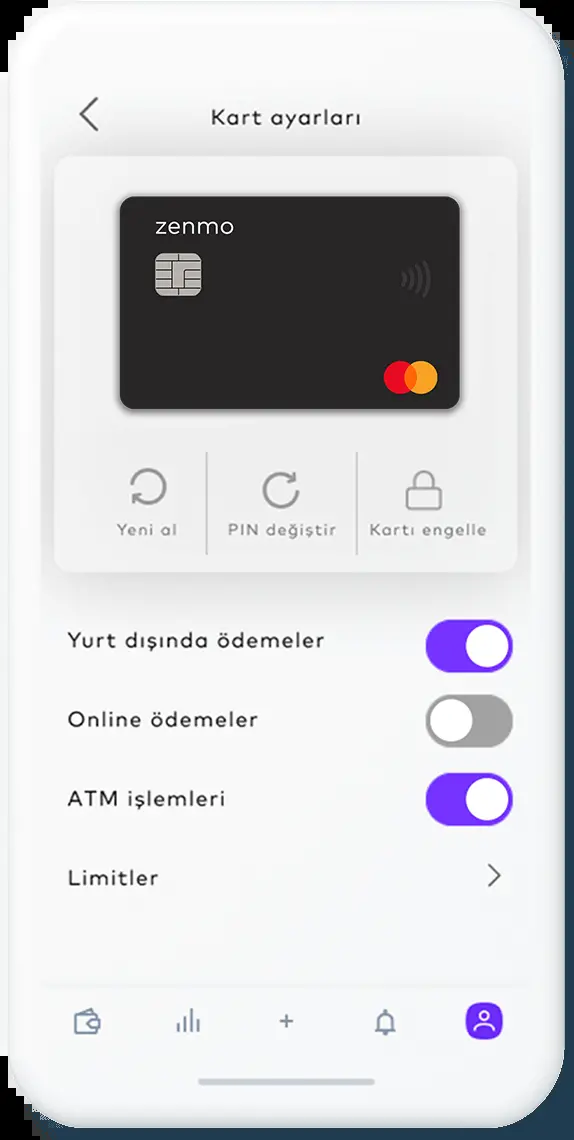 Kart ayarları
zenmo
Yeni al
PIN değiştir
Kartı engelle
Yurt dışında ödemeler
Online ödemeler
ATM işlemleri
Limitler